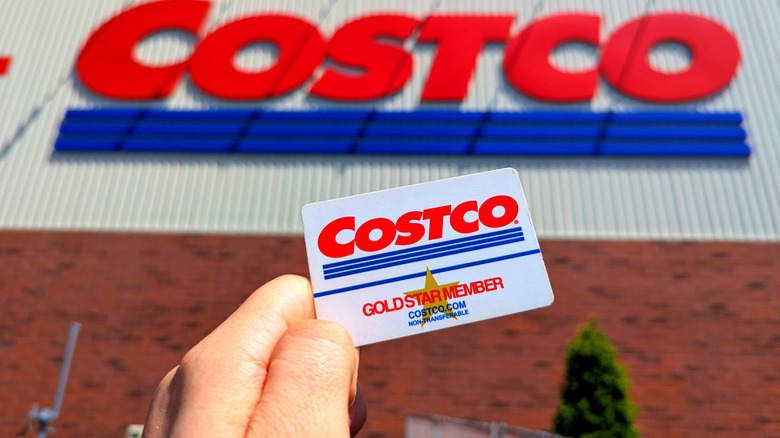 COSTCO
COSTCO®
GOLD STAR MEMBER
COSTCO.COM
NON-TRANSFERABLE